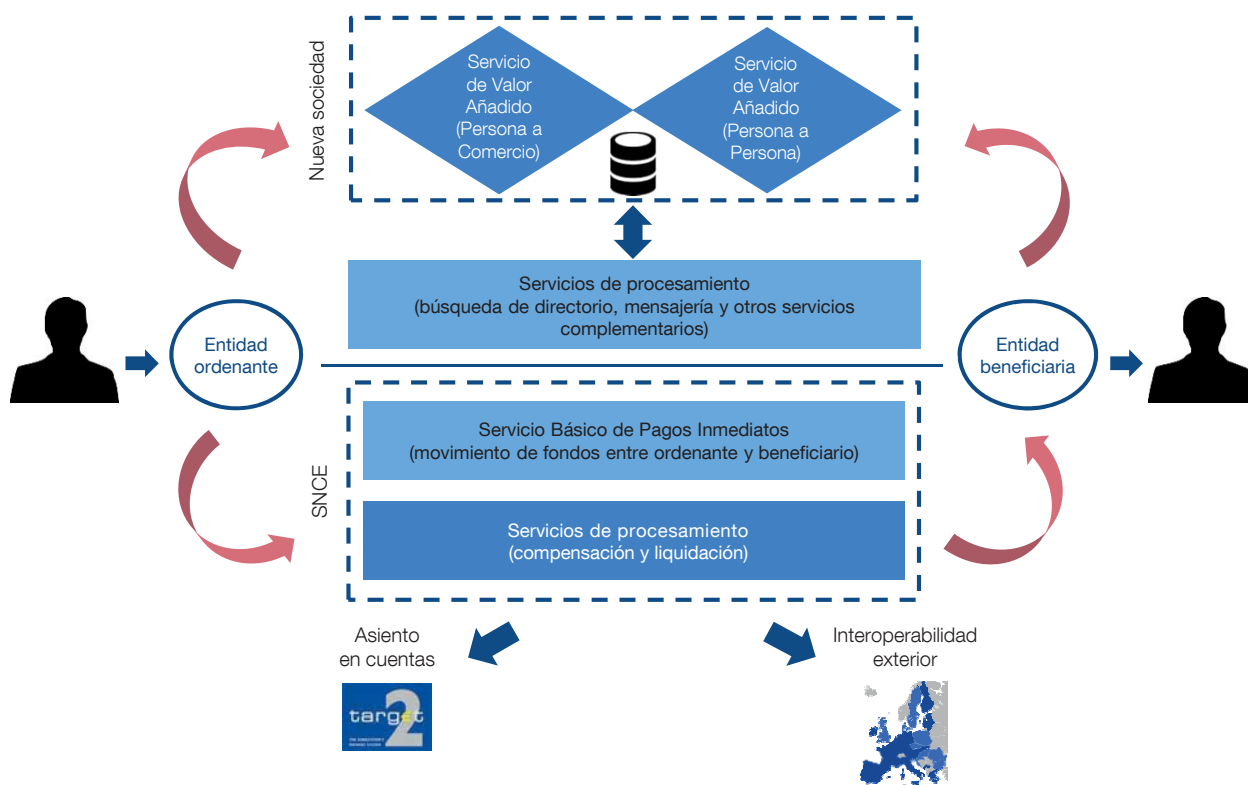 Nueva sociedad
Servicio
de Valor
Añadido
(Persona a
Comercio)
Servicio
de Valor
Añadido
(Persona a
Persona)
Servicios de procesamiento
(búsqueda de directorio, mensajería y otros servicios
complementarios)
Entidad
ordenante
Entidad
beneficiaria
SNCE
Servicio Básico de Pagos Inmediatos
(movimiento de fondos entre ordenante y beneficiario)
Servicios de procesamiento
(compensación y liquidación)
Asiento
en cuentas
target
2
Interoperabilidad
exterior